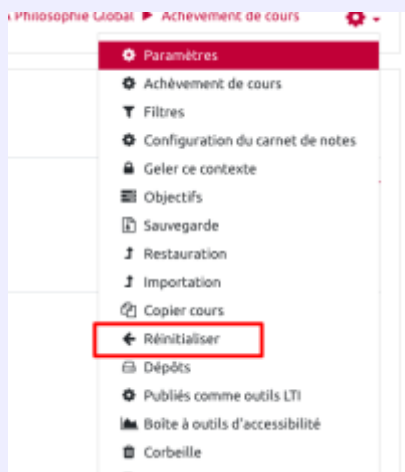 Philosophie Global ► Achèvement de cours
Paramètres
Achèvement de cours
Filtres
Configuration du carnet de notes
Geler ce contexte
Objectifs
Sauvegarde
Restauration
Importation
Copier cours
Réinitialiser
Dépôts
Publiés comme outils LTI
Boîte à outils d'accessibilité
Corbeille